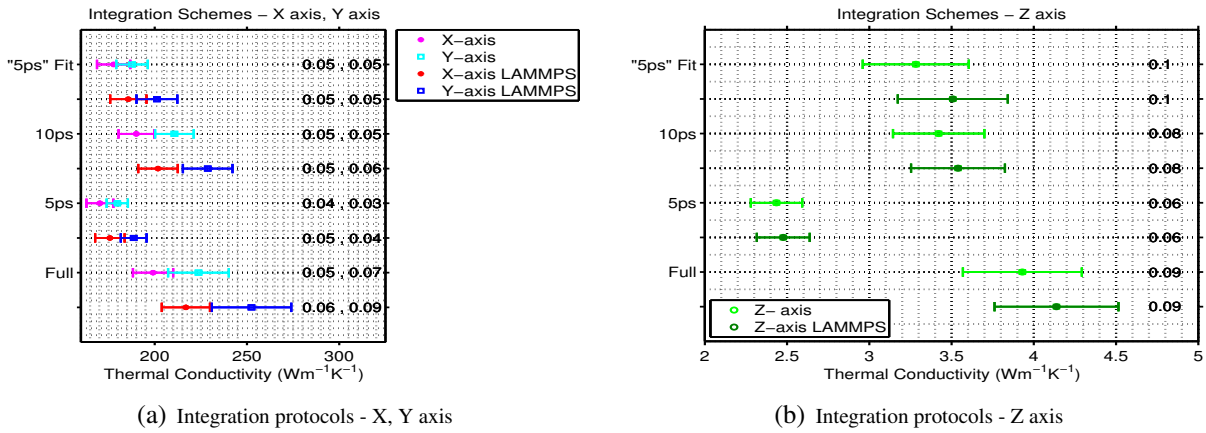 Integration Schemes − X axis, Y axis
X−axis
Y−axis
X−axis LAMMPS
Y−axis LAMMPS
"5ps" Fit
0.05 , 0.05
0.05 , 0.05
10ps
0.05 , 0.05
0.05 , 0.06
5ps
0.04 , 0.03
0.05 , 0.04
Full
0.05 , 0.07
0.06 , 0.09
200 250 300
Thermal Conductivity (Wm⁻¹K⁻¹)
(a) Integration protocols - X, Y axis
Integration Schemes − Z axis
"5ps" Fit
0.1
0.1
10ps
0.08
0.08
5ps
0.06
0.06
Full
0.09
0.09
Z− axis
Z−axis LAMMPS
2 2.5 3 3.5 4 4.5 5
Thermal Conductivity (Wm⁻¹K⁻¹)
(b) Integration protocols - Z axis